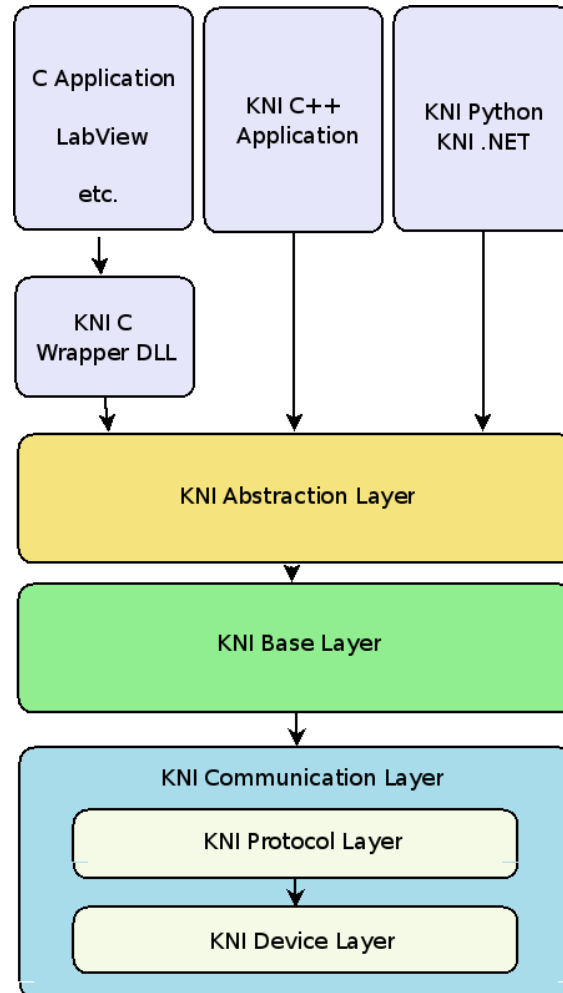 C Application
LabView
etc.
KNI C++
Application
KNI Python
KNI .NET
KNI C
Wrapper DLL
KNI Abstraction Layer
KNI Base Layer
KNI Communication Layer
KNI Protocol Layer
KNI Device Layer